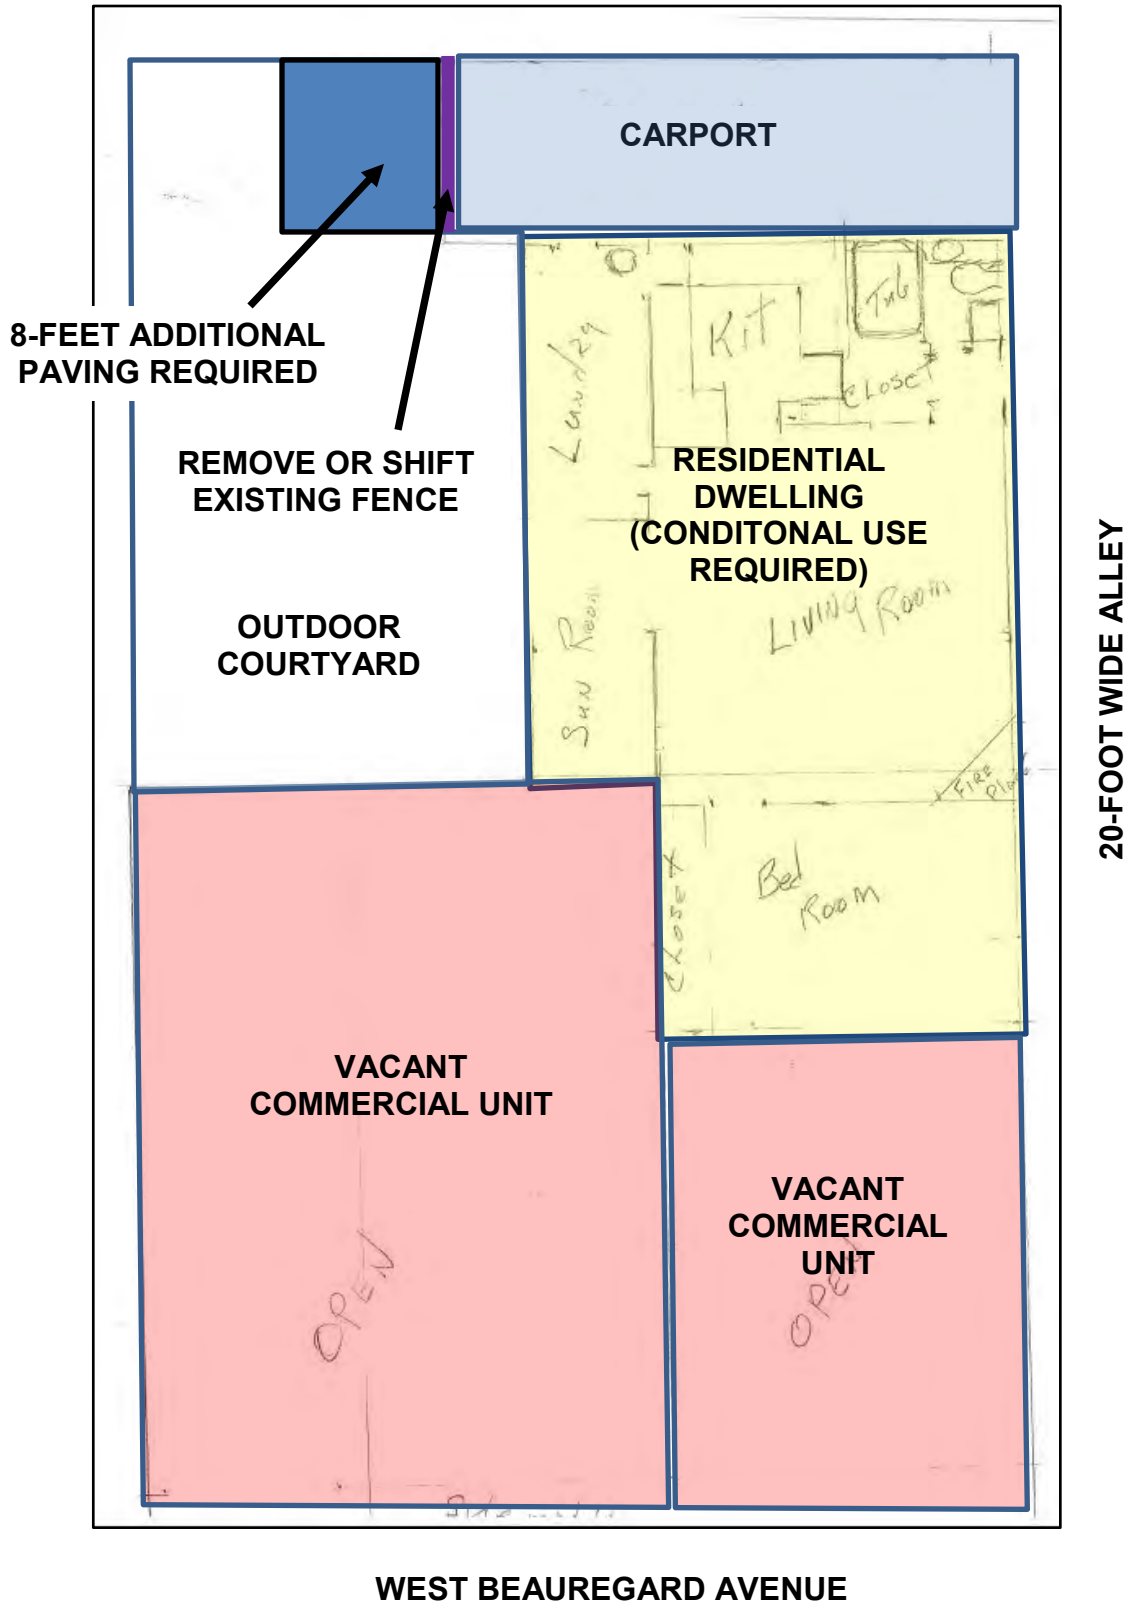 CARPORT
Tub
Kit
CLOSET
Laundry
8-FEET ADDITIONAL
PAVING REQUIRED
REMOVE OR SHIFT
EXISTING FENCE
RESIDENTIAL
DWELLING
(CONDITONAL USE
REQUIRED)
LIVING Room
OUTDOOR
COURTYARD
Sun Room
20-FOOT WIDE ALLEY
FIRE
Place
Bed
Room
CLOSET
VACANT
COMMERCIAL UNIT
OPEN
VACANT
COMMERCIAL
UNIT
OPEN
WEST BEAUREGARD AVENUE